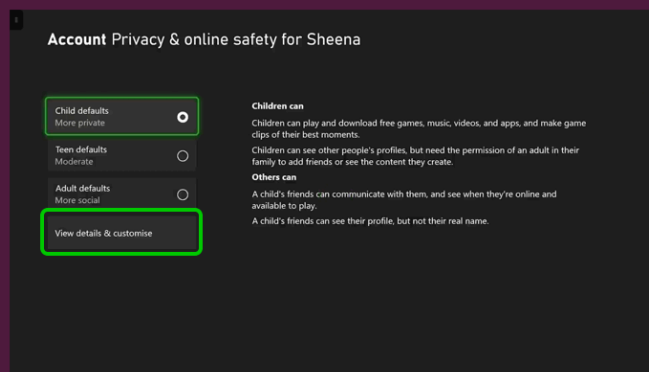 Account Privacy & online safety for Sheena
Child defaults
More private
Teen defaults
Moderate
Adult defaults
More social
View details & customise
Children can
Children can play and download free games, music, videos, and apps, and make game
clips of their best moments.
Children can see other people's profiles, but need the permission of an adult in their
family to add friends or see the content they create.
Others can
A child's friends can communicate with them, and see when they're online and
available to play.
A child's friends can see their profile, but not their real name.